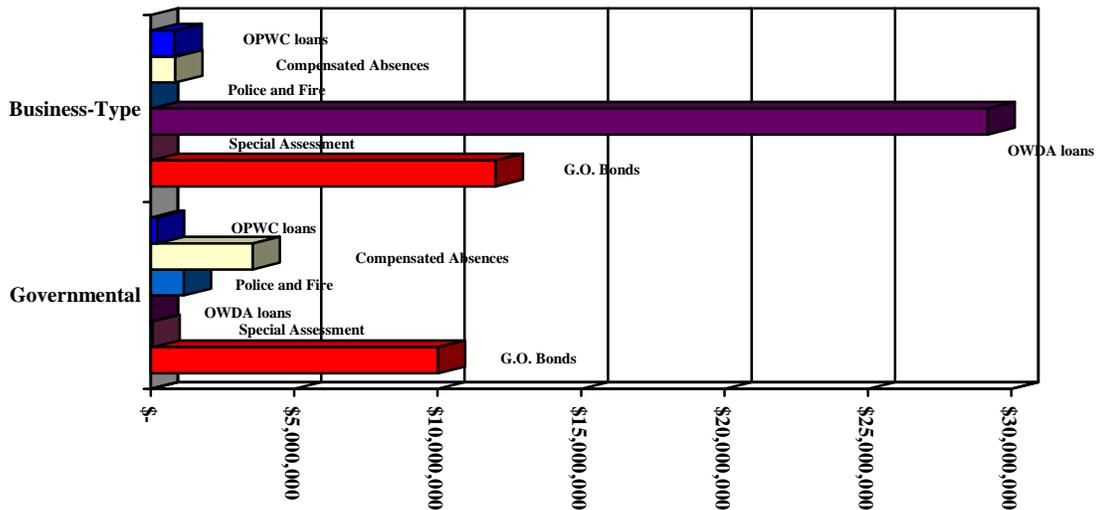 OPWC loans
Compensated Absences
Police and Fire
Business-Type
Special Assessment
OWDA loans
G.O. Bonds
OPWC loans
Compensated Absences
Police and Fire
Governmental
OWDA loans
Special Assessment
G.O. Bonds
$-
$5,000,000
$10,000,000
$15,000,000
$20,000,000
$25,000,000
$30,000,000